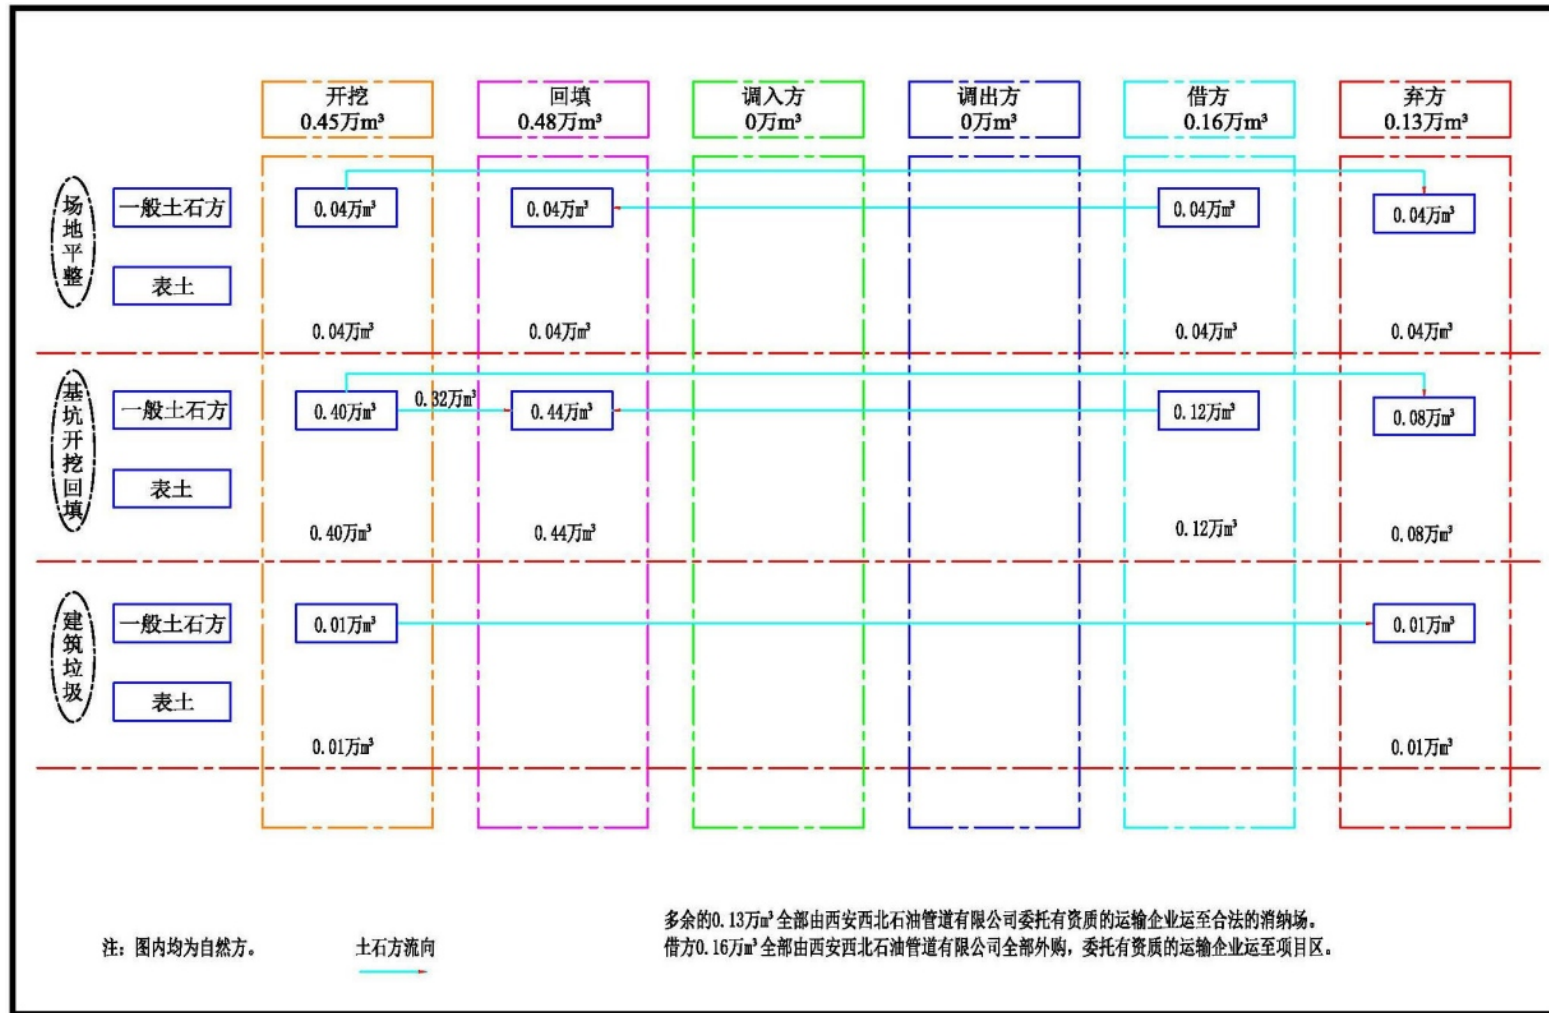 开挖
0.45万m³
回填
0.48万m³
调入方
0万m³
调出方
0万m³
借方
0.16万m³
弃方
0.13万m³
场地平整
一般土石方
0.04万m³
0.04万m³
0.04万m³
0.04万m³
表土
0.04万m³
0.04万m³
0.04万m³
0.04万m³
基坑开挖回填
一般土石方
0.40万m³
0.32万m³
0.44万m³
0.12万m³
0.08万m³
表土
0.40万m³
0.44万m³
0.12万m³
0.08万m³
建筑垃圾
一般土石方
0.01万m³
0.01万m³
表土
0.01万m³
0.01万m³
多余的0.13万m³全部由西安西北石油管道有限公司委托有资质的运输企业运至合法的消纳场。
注：图内均为自然方。
土石方流向
借方0.16万m³全部由西安西北石油管道有限公司全部外购，委托有资质的运输企业运至项目区。